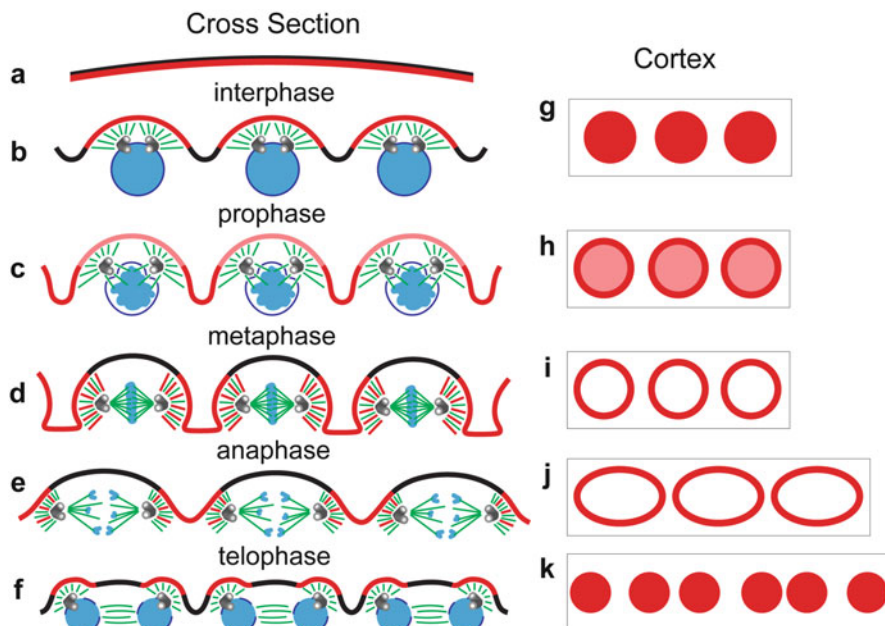 Cross Section
Cortex
a
interphase
g
b
prophase
h
c
metaphase
i
d
anaphase
j
e
telophase
k
f